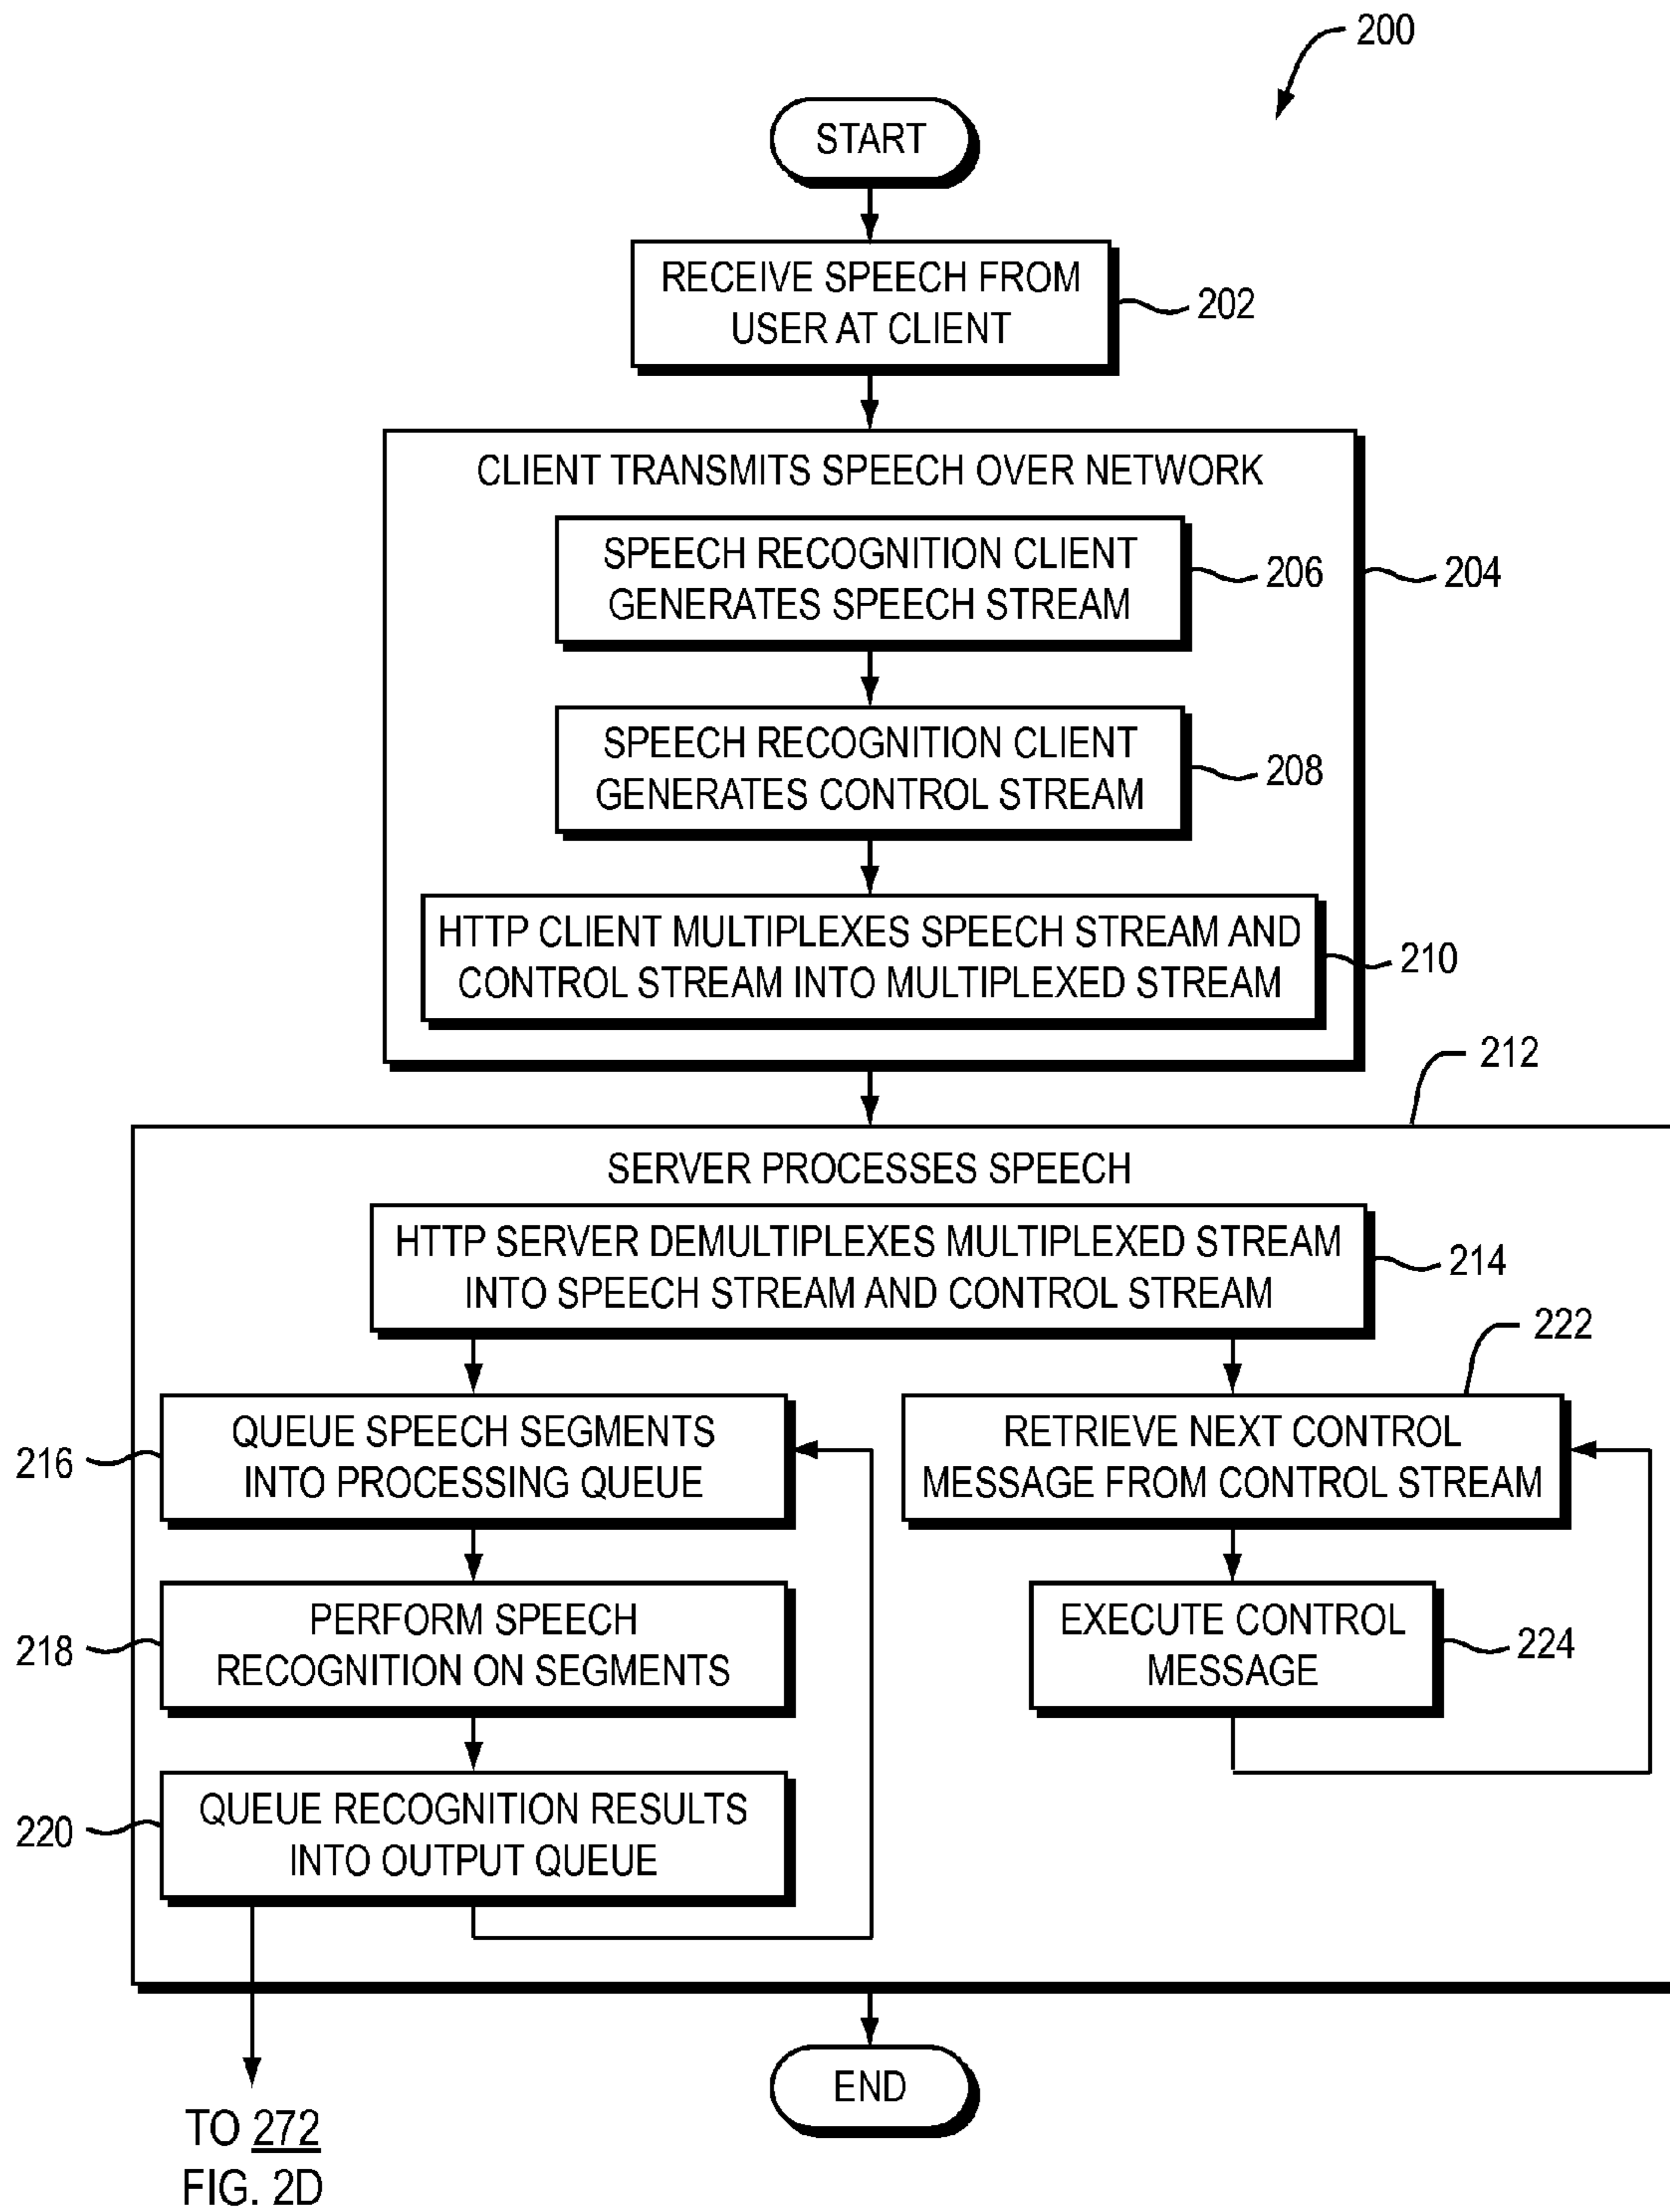 200
START
RECEIVE SPEECH FROM
USER AT CLIENT
202
CLIENT TRANSMITS SPEECH OVER NETWORK
SPEECH RECOGNITION CLIENT
GENERATES SPEECH STREAM
206
204
SPEECH RECOGNITION CLIENT
GENERATES CONTROL STREAM
208
HTTP CLIENT MULTIPLEXES SPEECH STREAM AND
CONTROL STREAM INTO MULTIPLEXED STREAM
210
212
SERVER PROCESSES SPEECH
HTTP SERVER DEMULTIPLEXES MULTIPLEXED STREAM
INTO SPEECH STREAM AND CONTROL STREAM
214
222
QUEUE SPEECH SEGMENTS
INTO PROCESSING QUEUE
216
RETRIEVE NEXT CONTROL
MESSAGE FROM CONTROL STREAM
PERFORM SPEECH
RECOGNITION ON SEGMENTS
218
EXECUTE CONTROL
MESSAGE
224
QUEUE RECOGNITION RESULTS
INTO OUTPUT QUEUE
220
END
TO 272
FIG. 2D